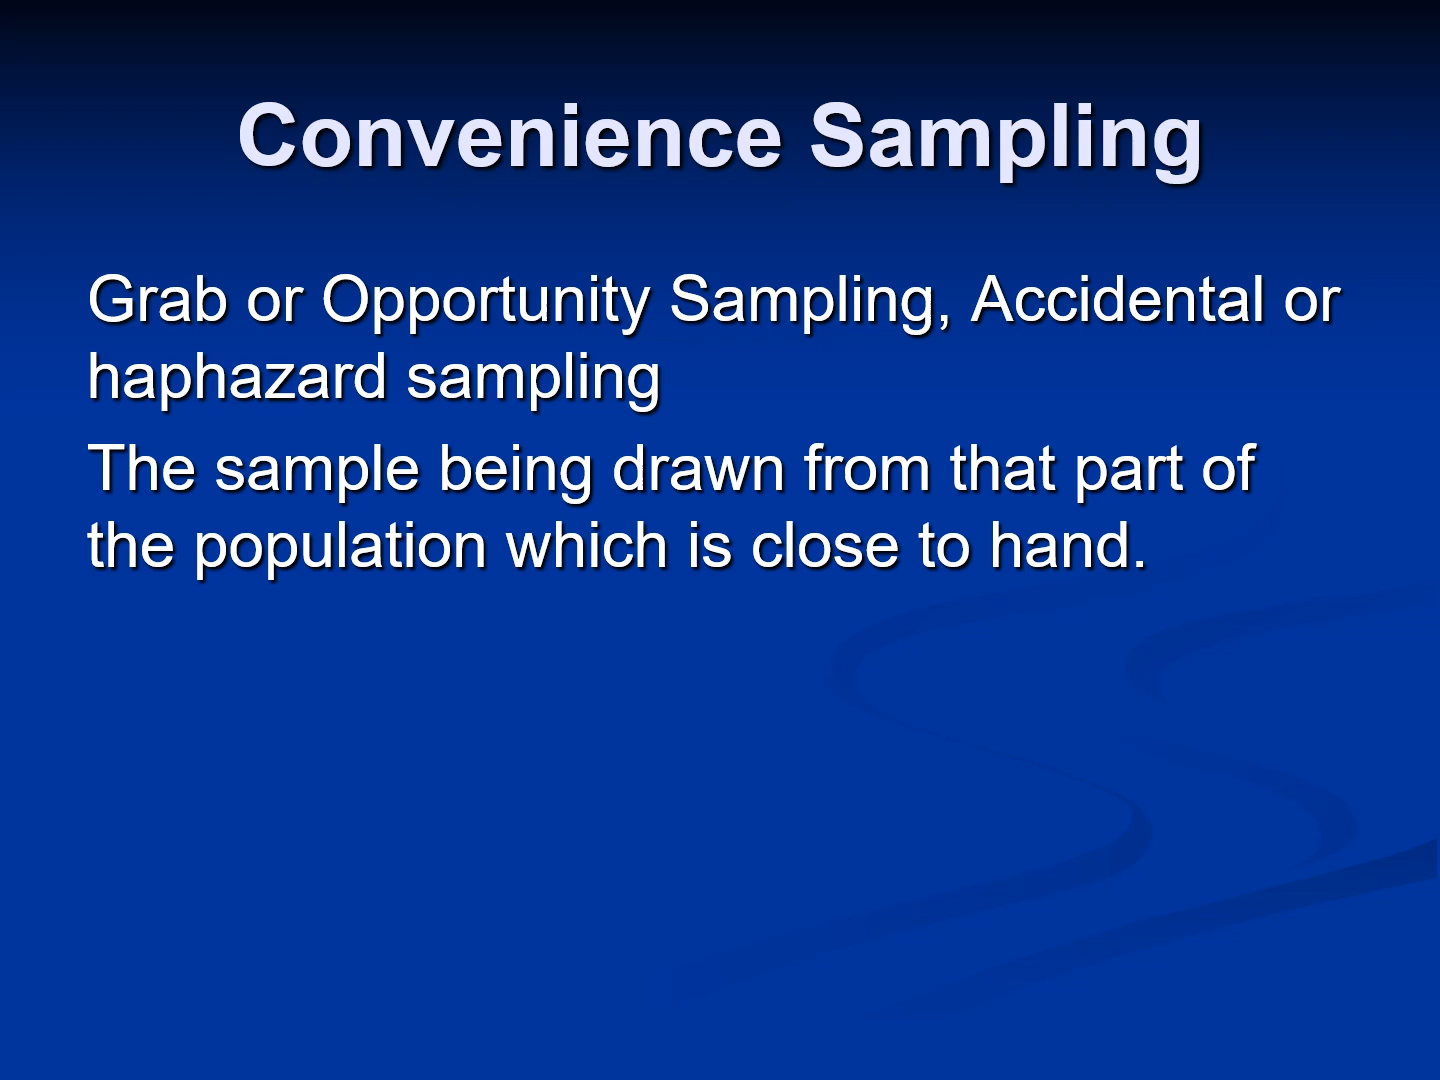 Convenience Sampling
Grab or Opportunity Sampling, Accidental or
haphazard sampling
The sample being drawn from that part of
the population which is close to hand.